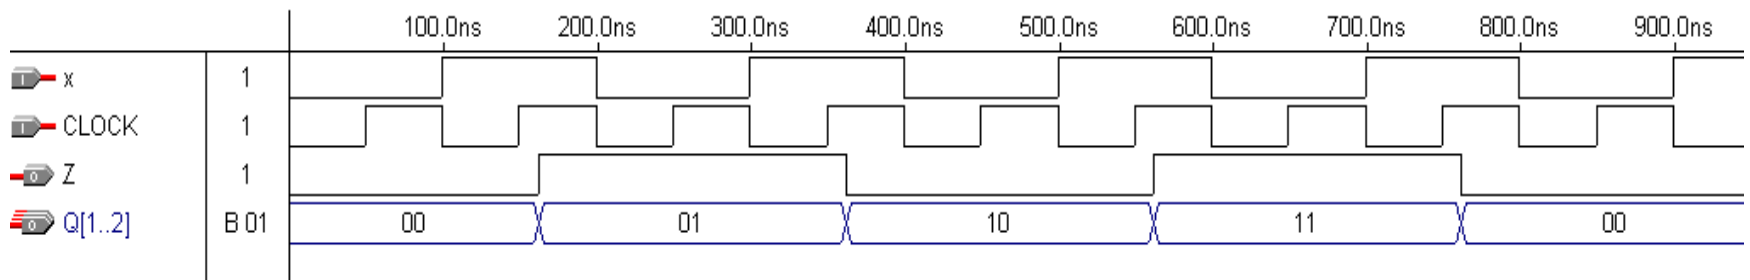 100.0ns 200.0ns 300.0ns 400.0ns 500.0ns 600.0ns 700.0ns 800.0ns 900.0ns
I x 1
I CLOCK 1
O Z 1
O Q[1..2] B 01 00 01 10 11 00